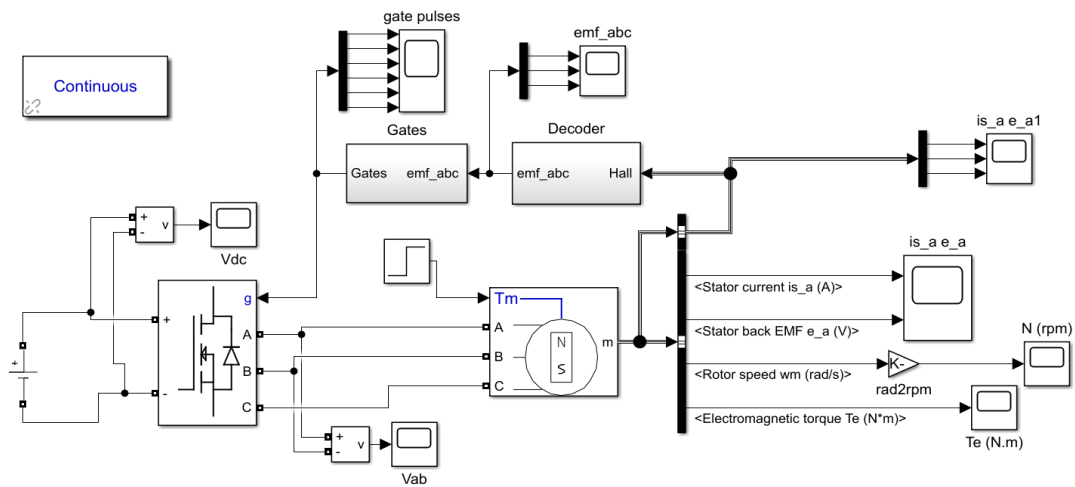 gate pulses
emf_abc
Continuous
is_a e_a1
Gates
Decoder
Gates
emf_abc
emf_abc
Hall
+
-
v
Vdc
is_a e_a
g
Tm
<Stator current is_a (A)>
+
A
A
N
S
m
<Stator back EMF e_a (V)>
N (rpm)
B
B
+
K-
<Rotor speed wm (rad/s)>
rad2rpm
-
C
C
<Electromagnetic torque Te (N*m)>
Te (N.m)
+
-
v
Vab